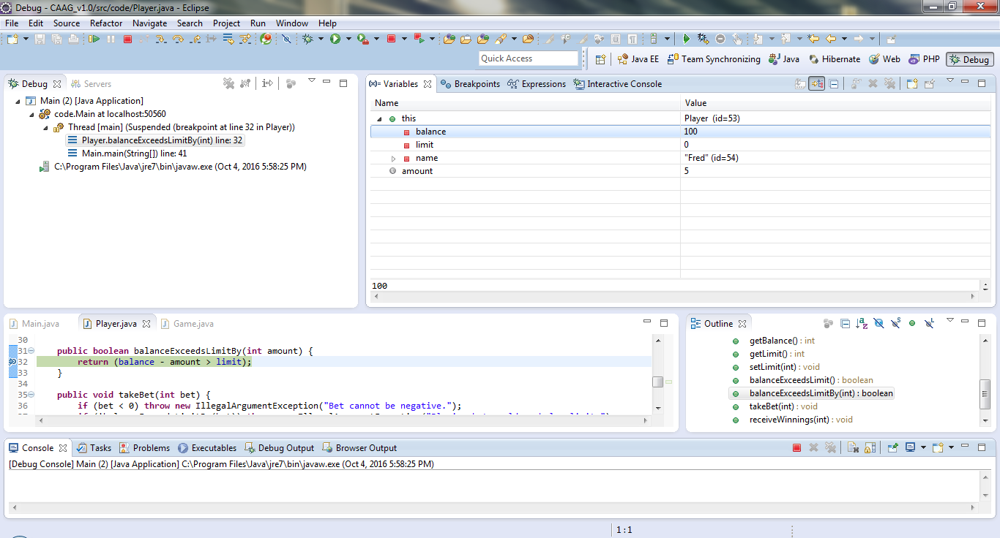 Debug - CAAG_v1.0/src/code/Player.java - Eclipse
File Edit Source Refactor Navigate Search Project Run Window Help
Quick Access
Java EE Team Synchronizing Java Hibernate Web PHP Debug
Debug Servers
Main (2) [Java Application]
code.Main at localhost:50560
Thread [main] (Suspended (breakpoint at line 32 in Player))
Player.balanceExceedsLimitBy(int) line: 32
Main.main(String[]) line: 41
C:\Program Files\Java\jre7\bin\javaw.exe (Oct 4, 2016 5:58:25 PM)
(x)= Variables Breakpoints Expressions Interactive Console
Name Value
this Player (id=53)
balance 100
limit 0
name "Fred" (id=54)
amount 5
100
Main.java Player.java Game.java
30
31 public boolean balanceExceedsLimitBy(int amount) {
32 return (balance - amount > limit);
33 }
34
35 public void takeBet(int bet) {
36 if (bet < 0) throw new IllegalArgumentException("Bet cannot be negative.");
Outline
getBalance() : int
getLimit() : int
setLimit(int) : void
balanceExceedsLimit() : boolean
balanceExceedsLimitBy(int) : boolean
takeBet(int) : void
receiveWinnings(int) : void
Console Tasks Problems Executables Debug Output Browser Output
[Debug Console] Main (2) [Java Application] C:\Program Files\Java\jre7\bin\javaw.exe (Oct 4, 2016 5:58:25 PM)
1:1